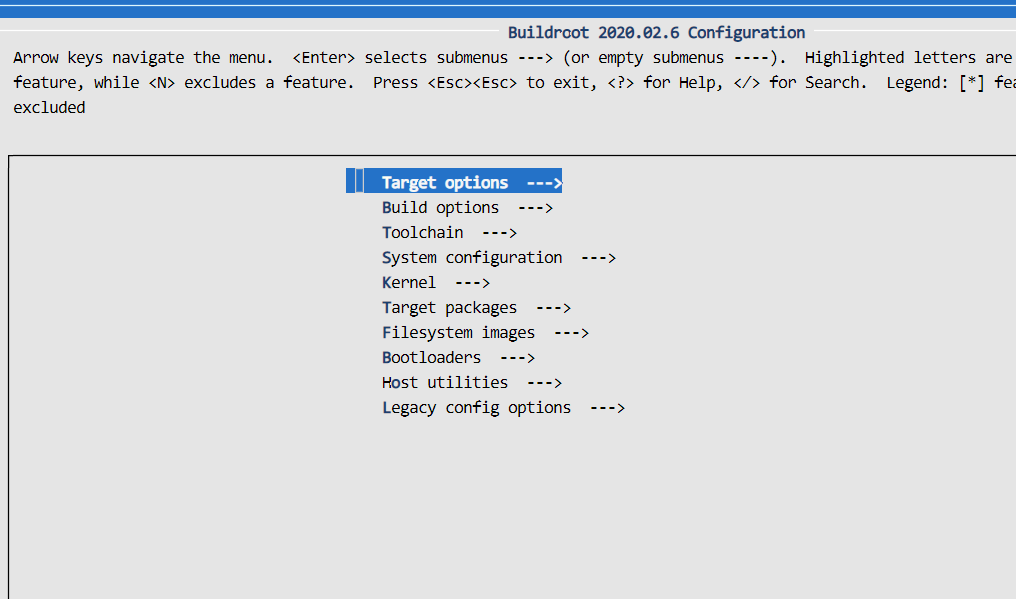 Buildroot 2020.02.6 Configuration
Arrow keys navigate the menu.  <Enter> selects submenus ---> (or empty submenus ----).  Highlighted letters are
feature, while <N> excludes a feature.  Press <Esc><Esc> to exit, <?> for Help, </> for Search.  Legend: [*] fea
excluded
Target options  --->
Build options  --->
Toolchain  --->
System configuration  --->
Kernel  --->
Target packages  --->
Filesystem images  --->
Bootloaders  --->
Host utilities  --->
Legacy config options  --->